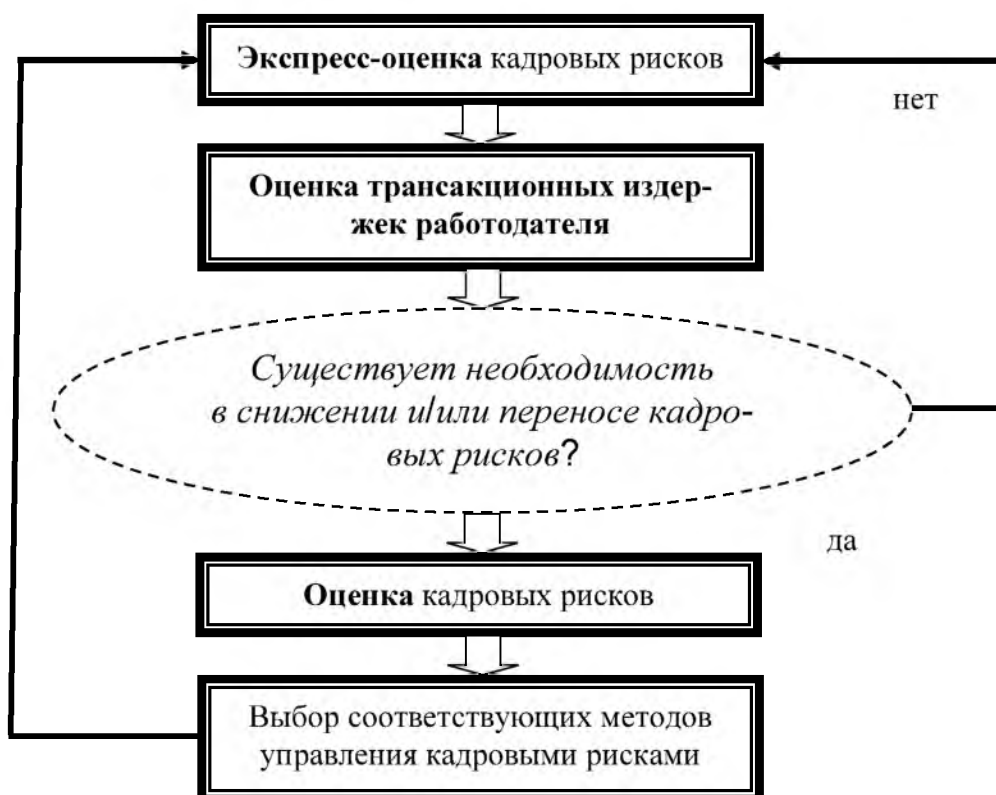 Экспресс-оценка кадровых рисков
нет
Оценка трансакционных издер-
жек работодателя
Существует необходимость
в снижении и/или переносе кадро-
вых рисков?
да
Оценка кадровых рисков
Выбор соответствующих методов
управления кадровыми рисками